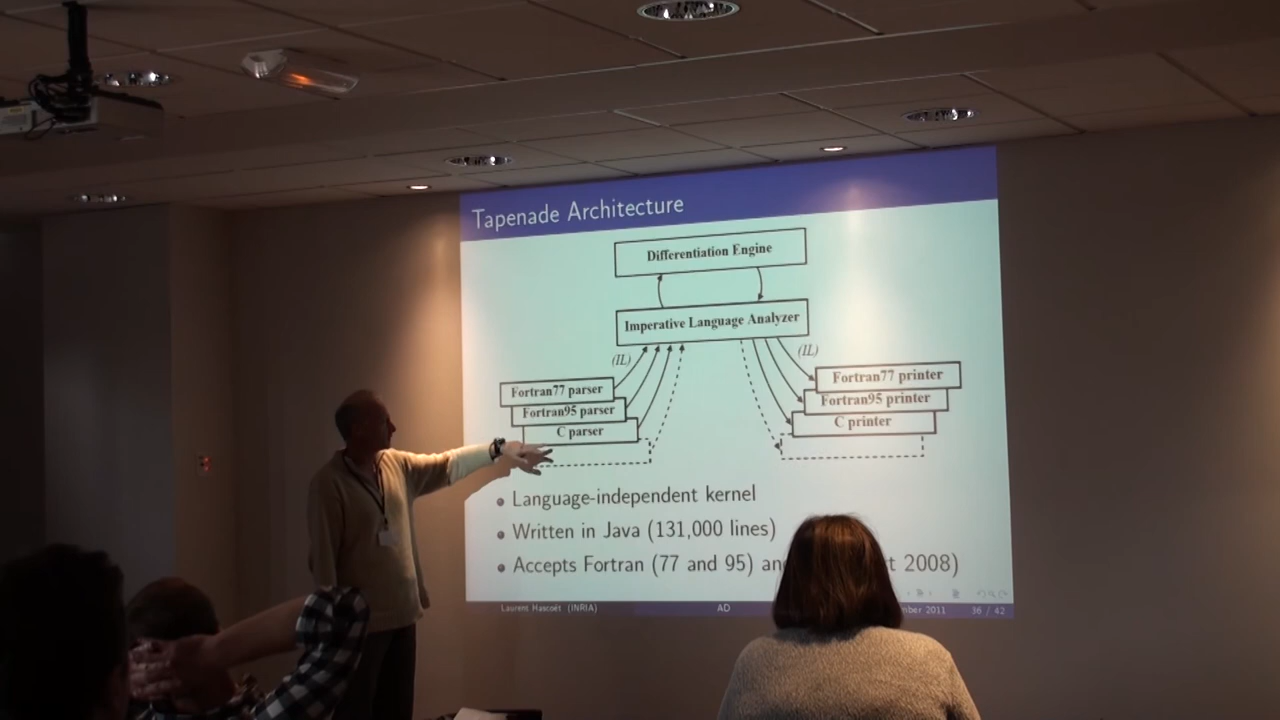 Tapenade Architecture
Differentiation Engine
Imperative Language Analyzer
(IL)
(IL)
Fortran77 parser
Fortran95 parser
C parser
Fortran77 printer
Fortran95 printer
C printer
Language-independent kernel
Written in Java (131,000 lines)
Accepts Fortran (77 and 95) 2008)
Laurent Hascoët (INRIA) AD 2011 36 / 42